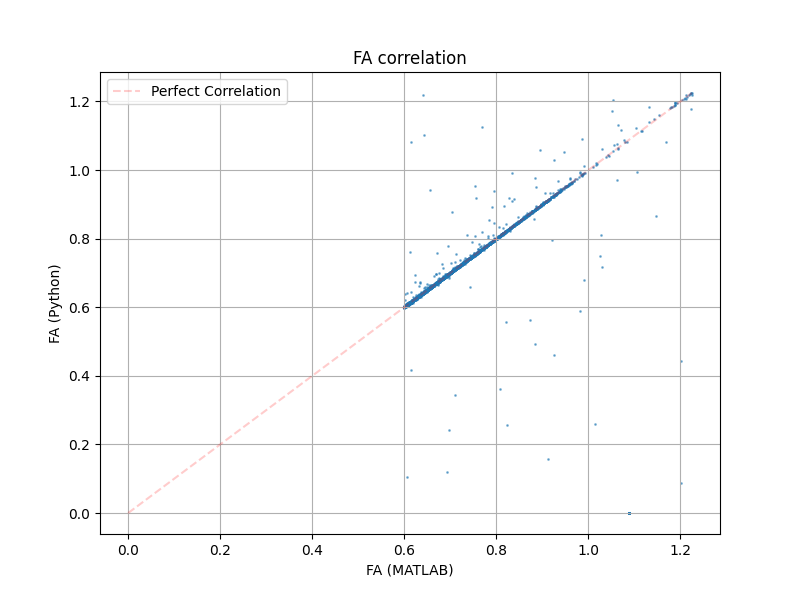 FA correlation
Perfect Correlation
FA (Python)
1.2
1.0
0.8
0.6
0.4
0.2
0.0
0.0 0.2 0.4 0.6 0.8 1.0 1.2
FA (MATLAB)